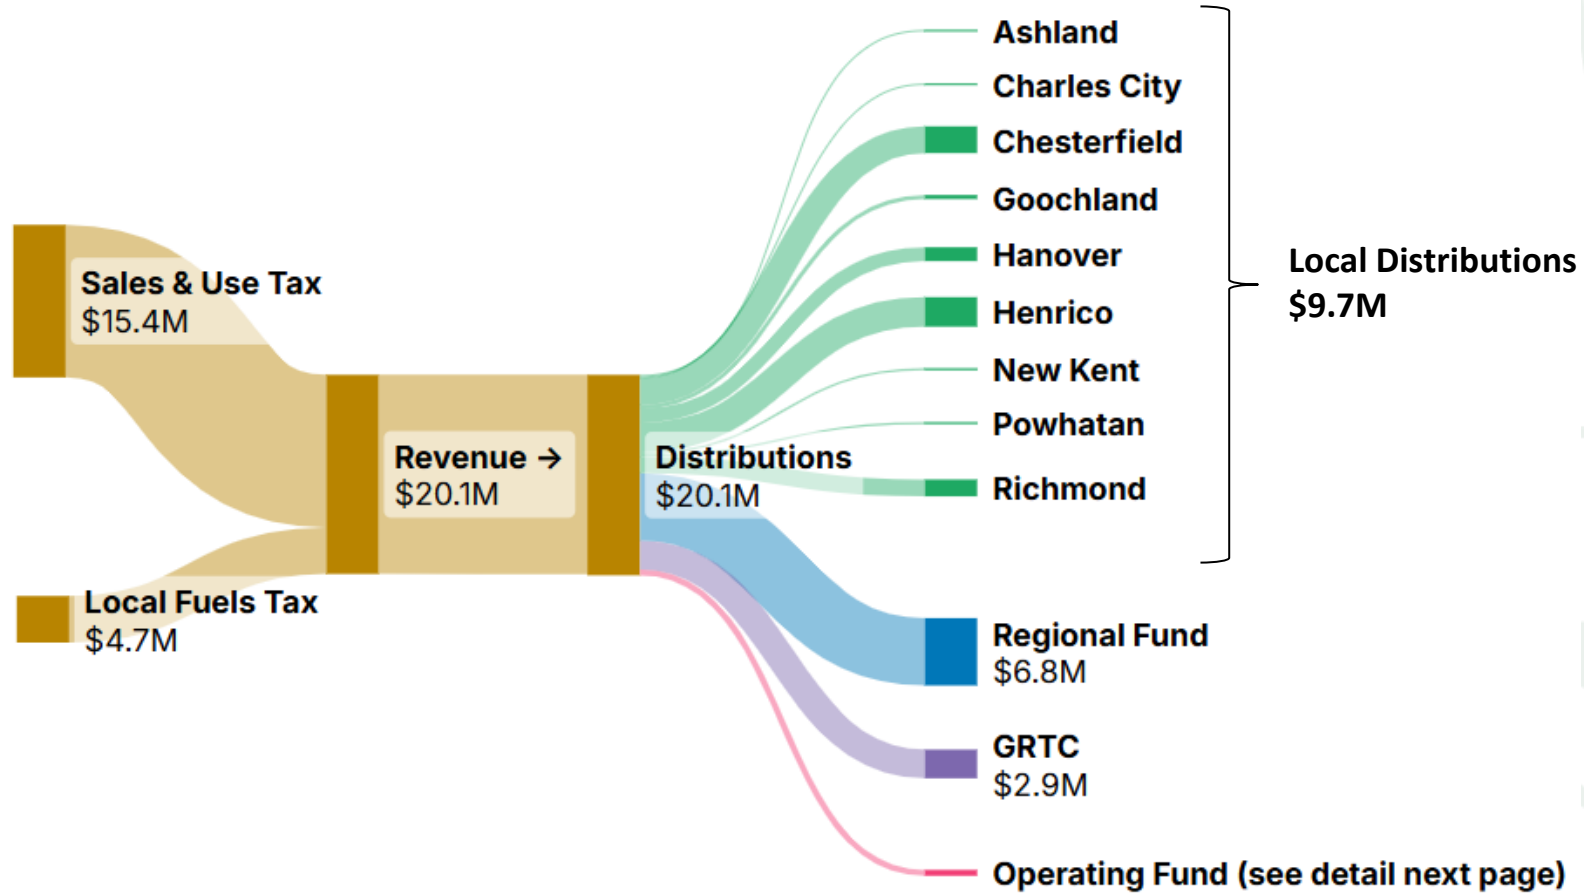 Sales & Use Tax
$15.4M
Local Fuels Tax
$4.7M
Revenue →
$20.1M
Distributions
$20.1M
Ashland
Charles City
Chesterfield
Goochland
Hanover
Henrico
New Kent
Powhatan
Richmond
Local Distributions
$9.7M
Regional Fund
$6.8M
GRTC
$2.9M
Operating Fund (see detail next page)